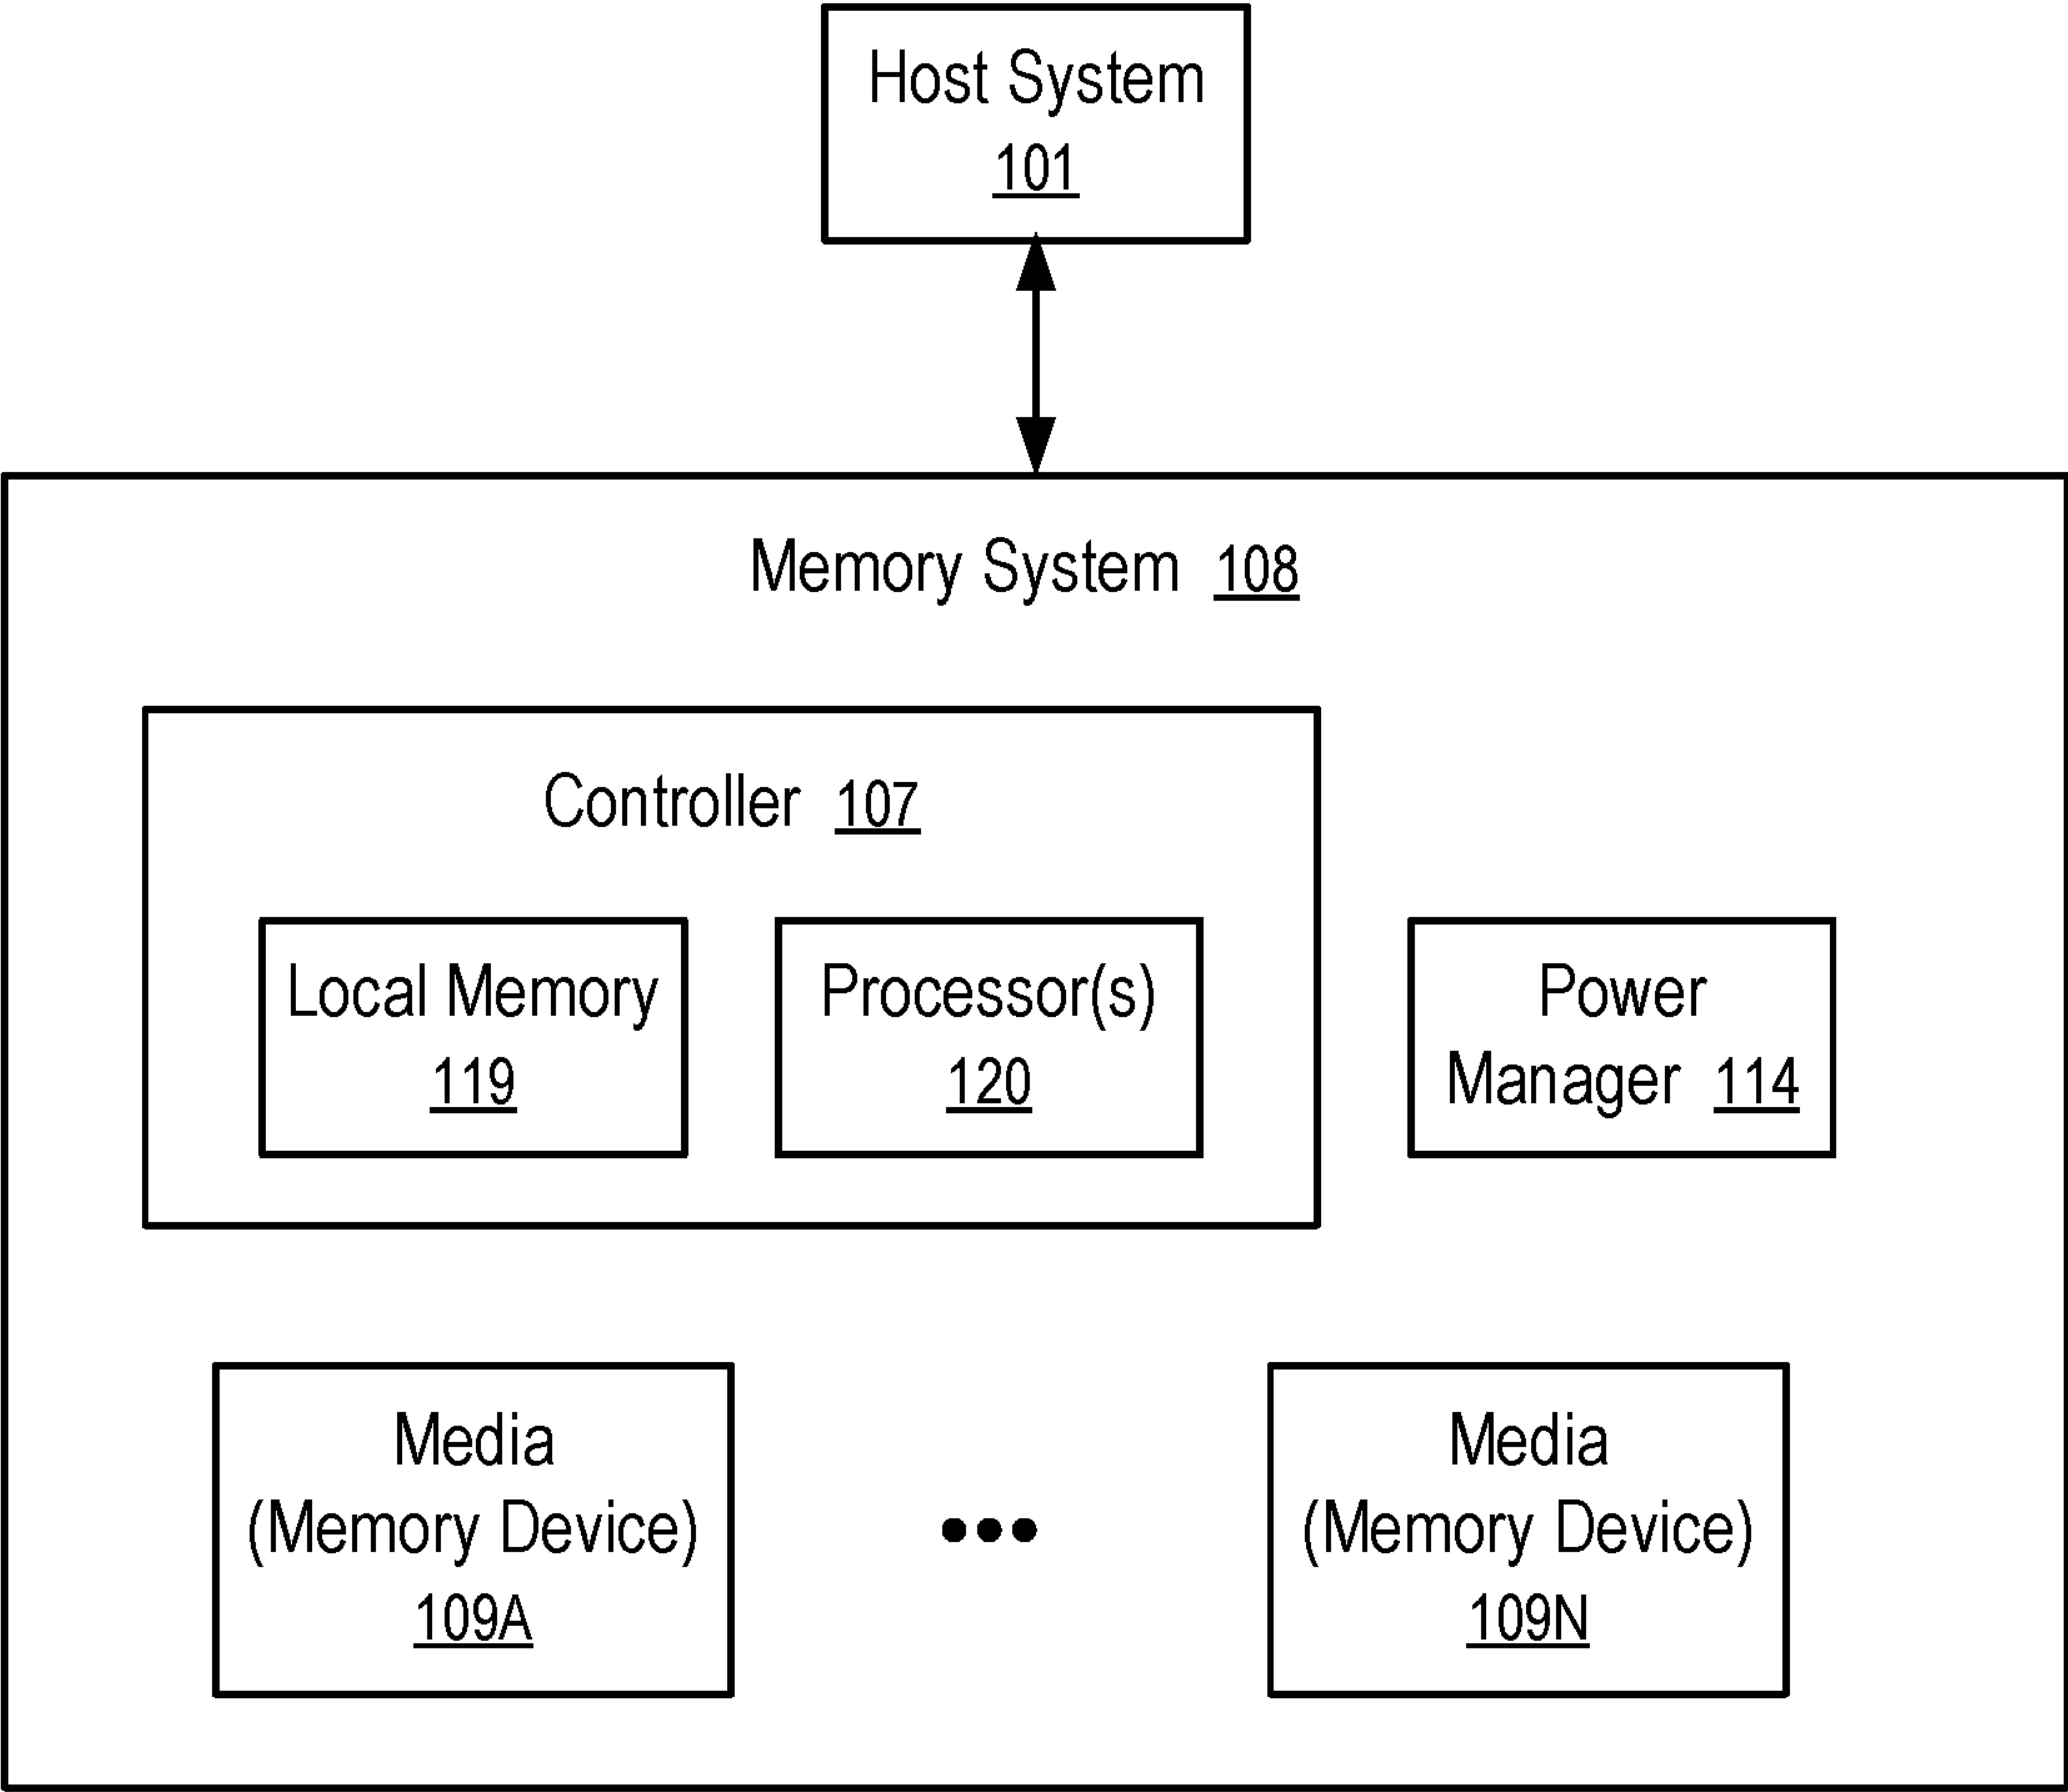 Host System
101
Memory System 108
Controller 107
Local Memory
119
Processor(s)
120
Power
Manager 114
Media
(Memory Device)
109A
Media
(Memory Device)
109N